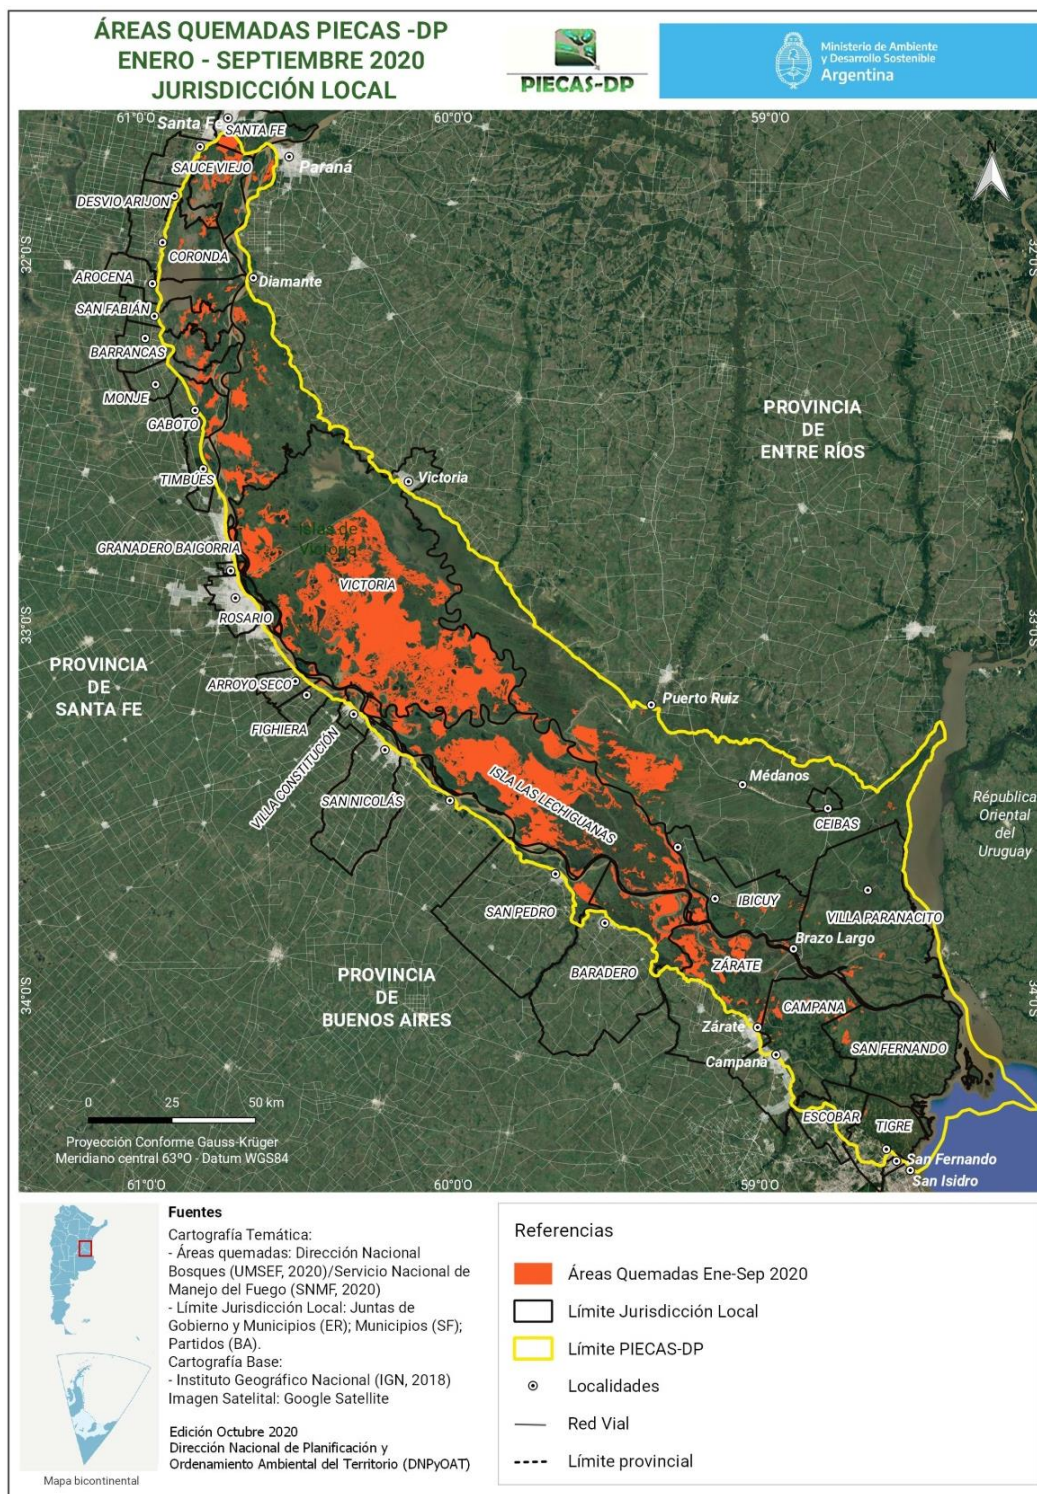 ÁREAS QUEMADAS PIECAS -DP
ENERO - SEPTIEMBRE 2020
JURISDICCIÓN LOCAL
PIECAS-DP
Ministerio de Ambiente
y Desarrollo Sostenible
Argentina
61°0'O
60°0'O
59°0'O
Santa Fé
SANTA FE
SAUCE VIEJO
Paraná
N
DESVIO ARIJON
CORONDA
32°0'S
32°0'S
AROCENA
Diamante
SAN FABIÁN
BARRANCAS
MONJE
GABOTO
PROVINCIA
DE
ENTRE RÍOS
TIMBÚES
Victoria
Islas de
Victoria
GRANADERO BAIGORRIA
VICTORIA
ROSARIO
33°0'S
33°0'S
PROVINCIA
DE
SANTA FE
ARROYO SECO
FIGHIERA
Puerto Ruiz
VILLA CONSTITUCIÓN
SAN NICOLÁS
ISLA LAS LECHIGUANAS
Médanos
CEIBAS
República
Oriental
del
Uruguay
SAN PEDRO
IBICUY
VILLA PARANACITO
BARADERO
Brazo Largo
ZÁRATE
PROVINCIA
DE
BUENOS AIRES
34°0'S
34°0'S
CAMPANA
Zárate
SAN FERNANDO
Campana
ESCOBAR
TIGRE
San Fernando
San Isidro
0 25 50 km
Proyección Conforme Gauss-Krüger
Meridiano central 63ºO - Datum WGS84
61°0'O
60°0'O
59°0'O
Fuentes
Cartografía Temática:
- Áreas quemadas: Dirección Nacional
Bosques (UMSEF, 2020)/Servicio Nacional de
Manejo del Fuego (SNMF, 2020)
- Límite Jurisdicción Local: Juntas de
Gobierno y Municipios (ER); Municipios (SF);
Partidos (BA).
Cartografía Base:
- Instituto Geográfico Nacional (IGN, 2018)
Imagen Satelital: Google Satellite
Edición Octubre 2020
Dirección Nacional de Planificación y
Ordenamiento Ambiental del Territorio (DNPyOAT)
Mapa bicontinental
Referencias
Áreas Quemadas Ene-Sep 2020
Límite Jurisdicción Local
Límite PIECAS-DP
Localidades
Red Vial
Límite provincial